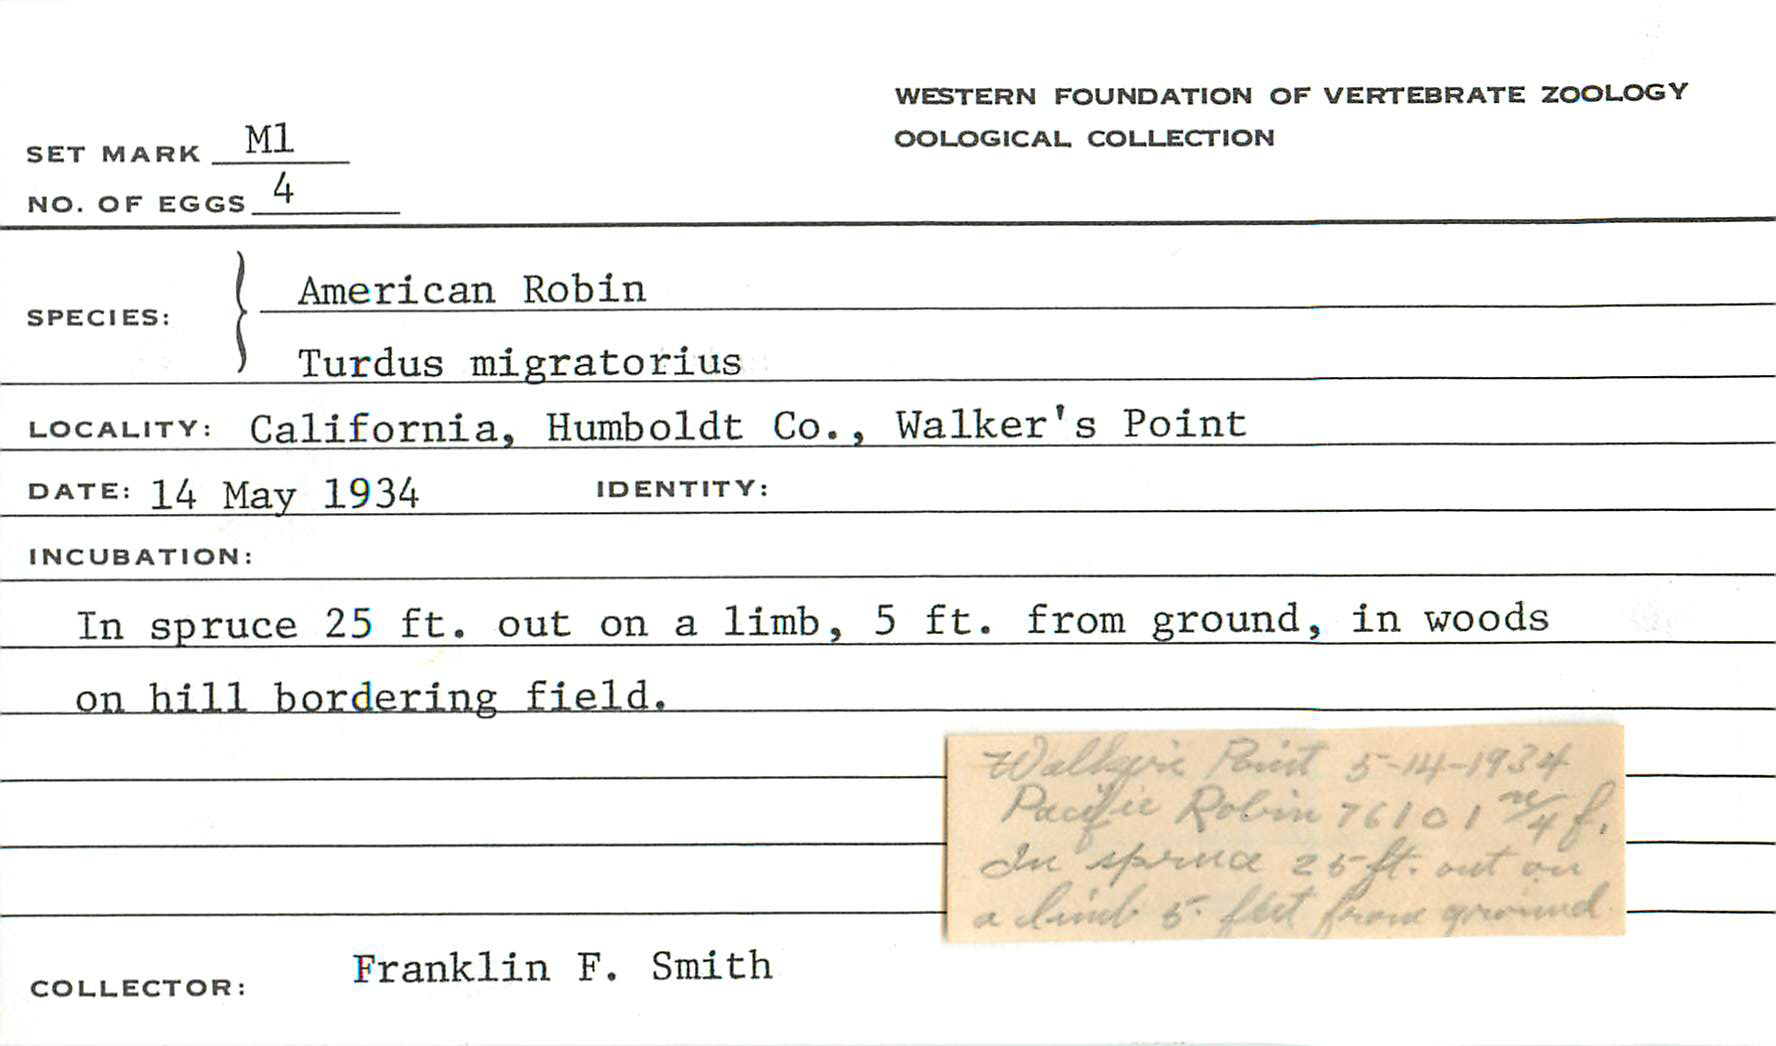 WESTERN FOUNDATION OF VERTEBRATE ZOOLOGY
OOLOGICAL COLLECTION
SET MARK M1
NO. OF EGGS 4
SPECIES:
American Robin
Turdus migratorius
LOCALITY: California, Humboldt Co., Walker's Point
DATE: 14 May 1934 IDENTITY:
INCUBATION:
In spruce 25 ft. out on a limb, 5 ft. from ground, in woods
on hill bordering field.
Point 5-14-1934
Pacific Robin 76101 f.
In spruce 25 ft. out on
a limb 5 feet from ground.
COLLECTOR: Franklin F. Smith